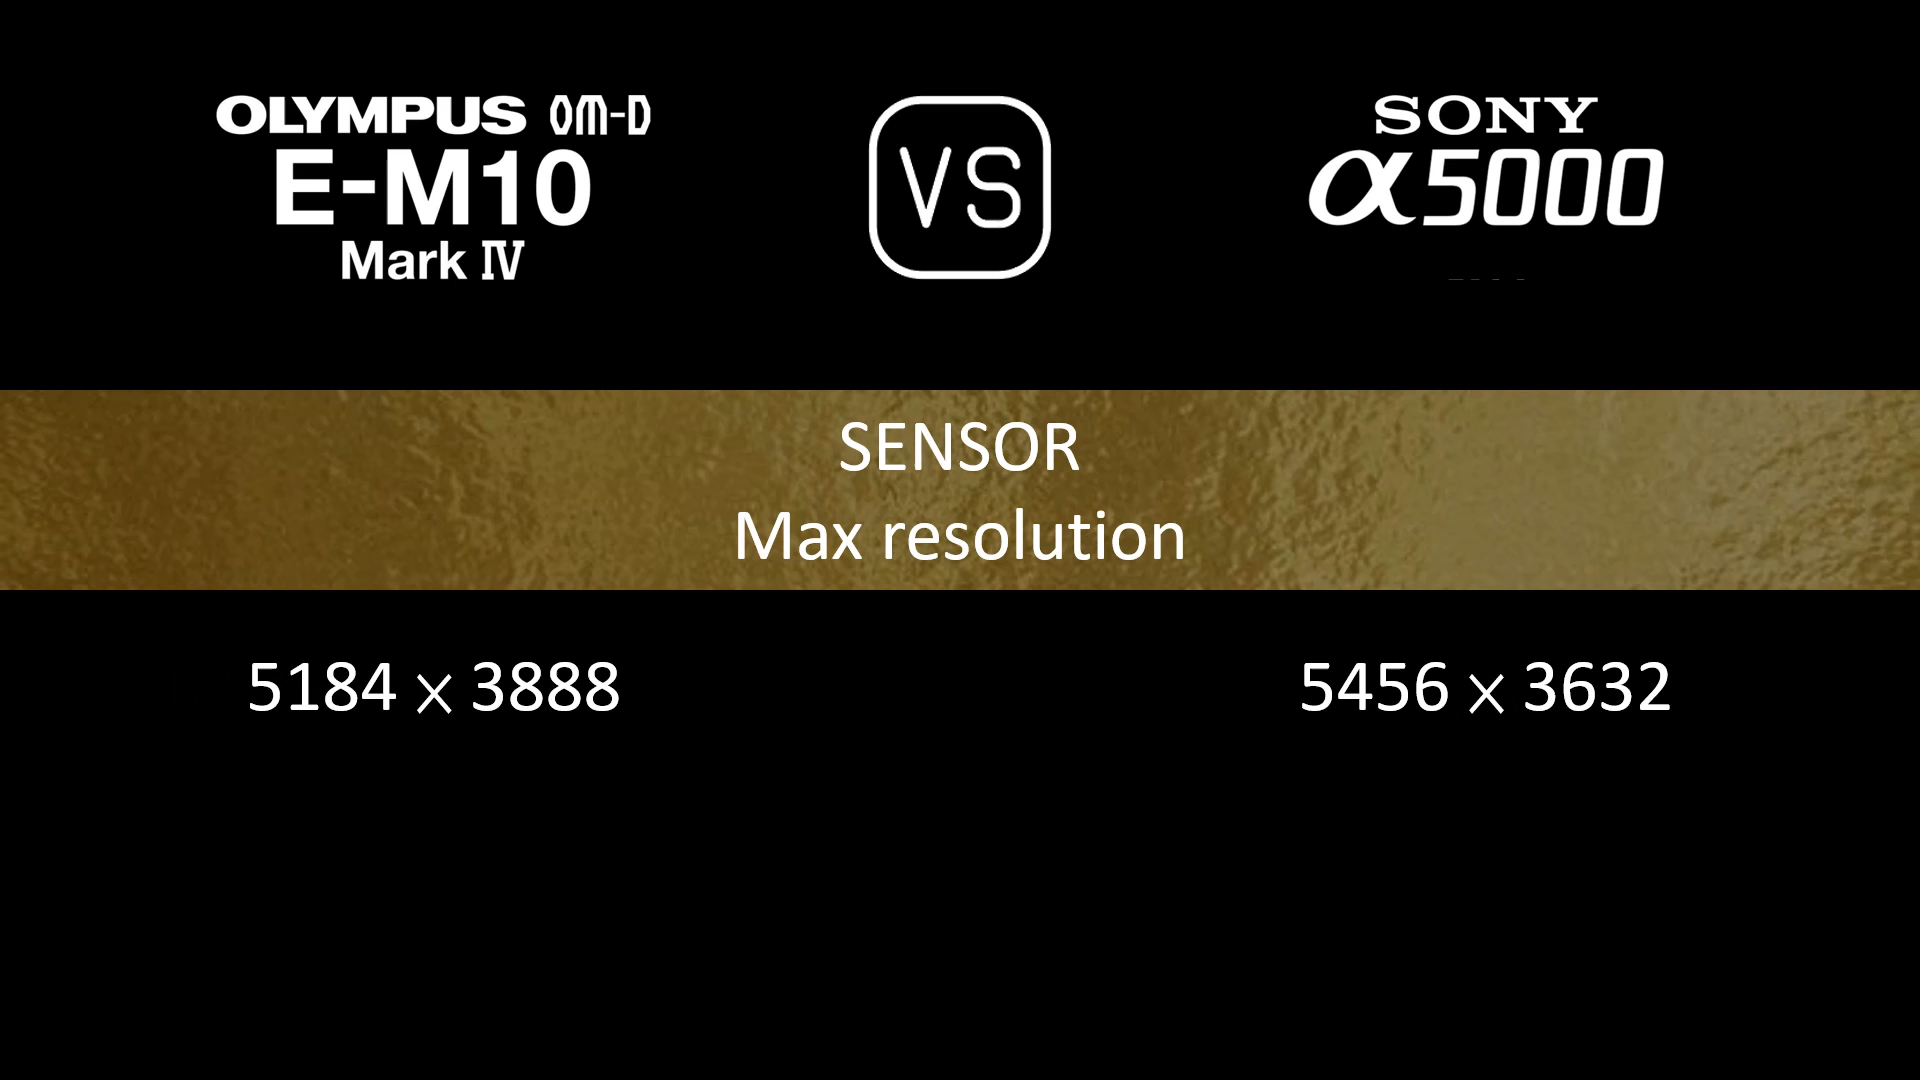 OLYMPUS OM-D
E-M10
Mark IV
VS
SONY
α5000
SENSOR
Max resolution
5184 x 3888
5456 x 3632